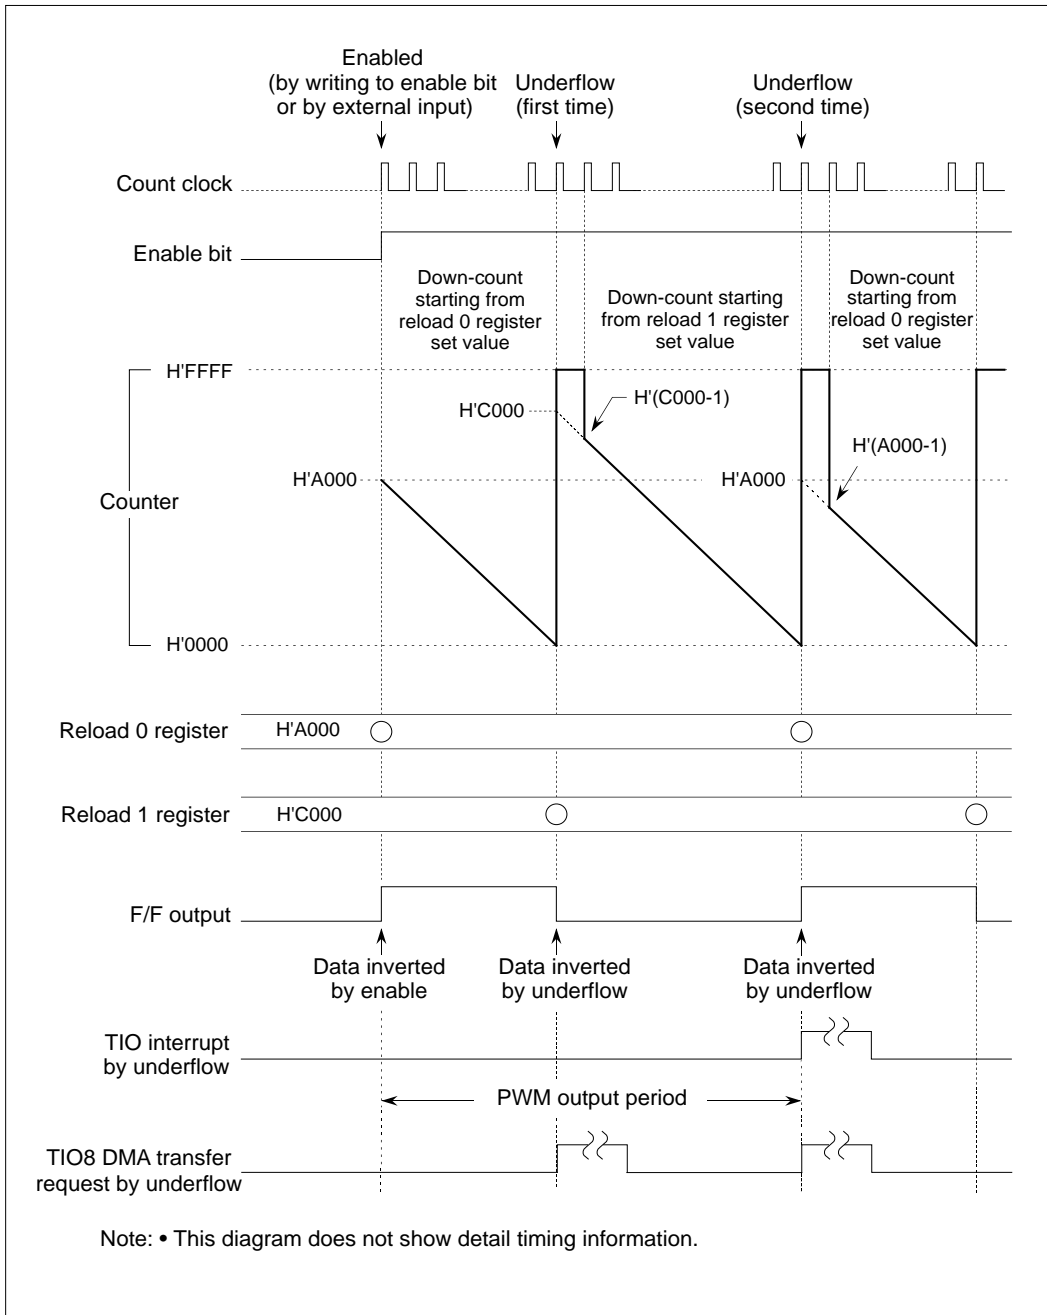 Enabled
(by writing to enable bit
or by external input)
Underflow
(first time)
Underflow
(second time)
Count clock
Enable bit
Down-count
starting from
reload 0 register
set value
Down-count starting
from reload 1 register
set value
Down-count
starting from
reload 0 register
set value
H'FFFF
H'C000
H'(C000-1)
H'A000
H'A000
H'(A000-1)
Counter
H'0000
Reload 0 register
H'A000
Reload 1 register
H'C000
F/F output
Data inverted
by enable
Data inverted
by underflow
Data inverted
by underflow
TIO interrupt
by underflow
PWM output period
TIO8 DMA transfer
request by underflow
Note: • This diagram does not show detail timing information.